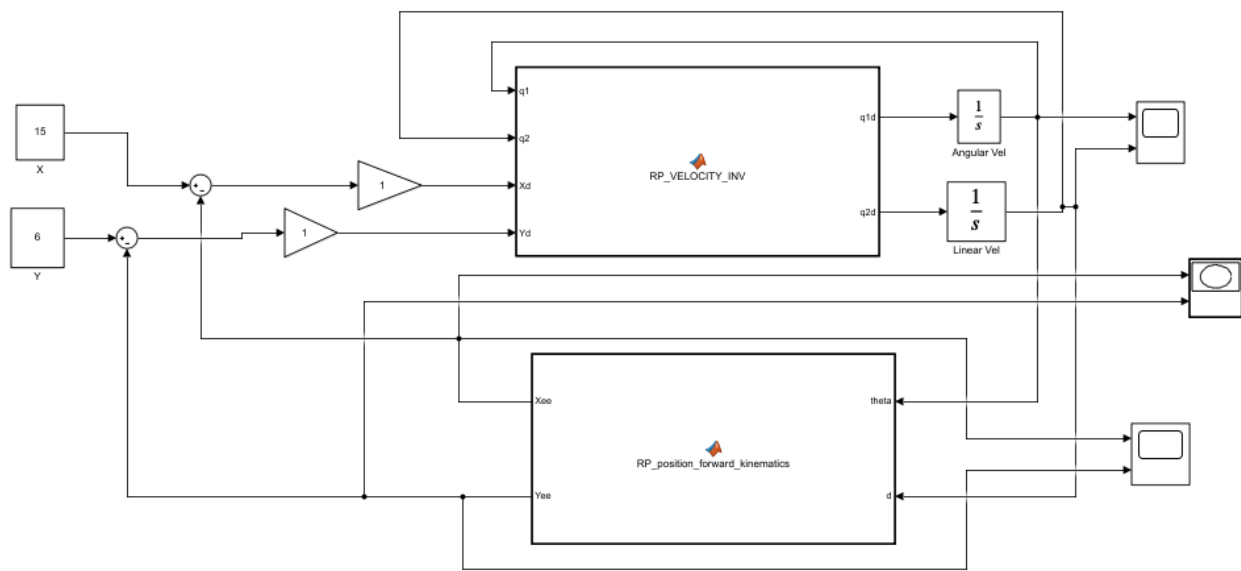 15
X
6
Y
+
-
+
-
1
1
q1
q2
Xd
Yd
RP_VELOCITY_INV
q1d
q2d
1
s
Angular Vel
1
s
Linear Vel
Xee
Yee
RP_position_forward_kinematics
theta
d